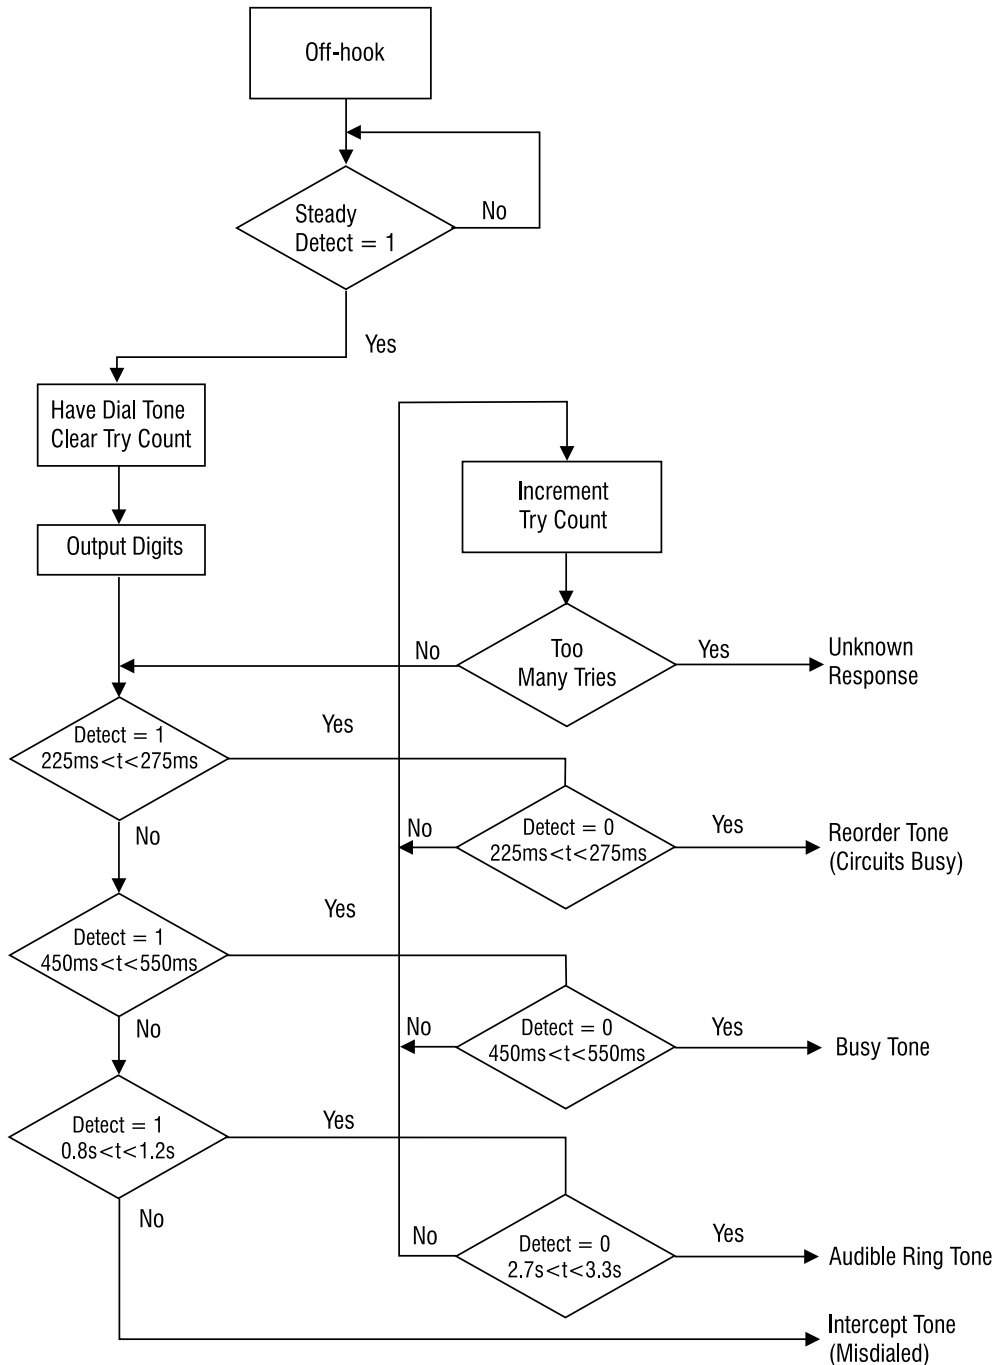 Off-hook
Steady
Detect = 1
No
Yes
Have Dial Tone
Clear Try Count
Increment
Try Count
Output Digits
No
Too
Many Tries
Yes
Unknown
Response
Detect = 1
225ms<t<275ms
Yes
No
No
Detect = 0
225ms<t<275ms
Yes
Reorder Tone
(Circuits Busy)
Detect = 1
450ms<t<550ms
Yes
No
No
Detect = 0
450ms<t<550ms
Yes
Busy Tone
Detect = 1
0.8s<t<1.2s
Yes
No
No
Detect = 0
2.7s<t<3.3s
Yes
Audible Ring Tone
Intercept Tone
(Misdialed)